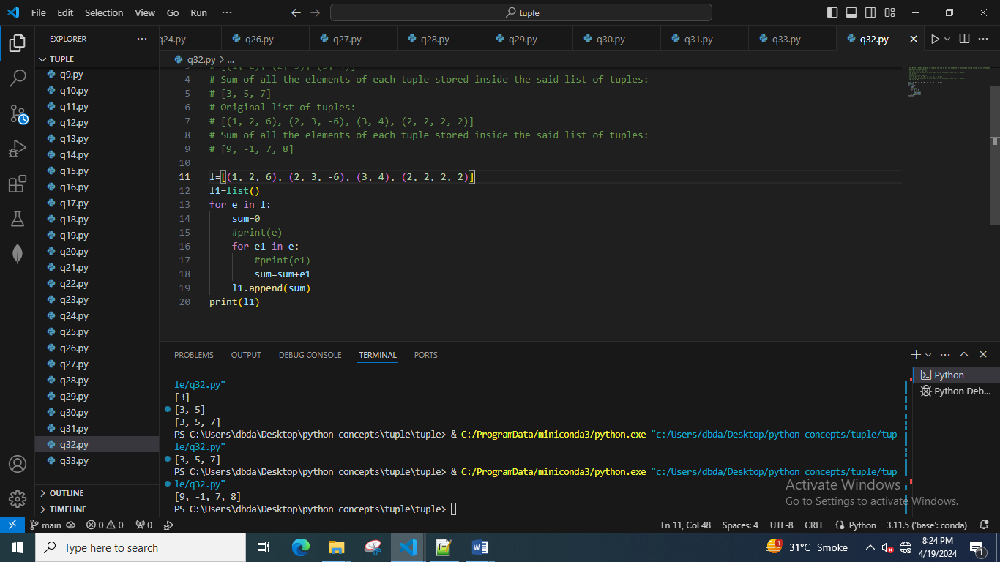 File Edit Selection View Go Run ··· tuple
EXPLORER ···
TUPLE
q9.py
q10.py
q11.py
q12.py
q13.py
q14.py
q15.py
q16.py
q17.py
q18.py
q19.py
q20.py
q21.py
q22.py
q23.py
q24.py
q25.py
q26.py
q27.py
q28.py
q29.py
q30.py
q31.py
q32.py
q33.py
OUTLINE
TIMELINE
q24.py q26.py q27.py q28.py q29.py q30.py q31.py q33.py q32.py
q32.py > ...
3 # [(1, 2), (2, 3), (3, 4)]
4 # Sum of all the elements of each tuple stored inside the said list of tuples:
5 # [3, 5, 7]
6 # Original list of tuples:
7 # [(1, 2, 6), (2, 3, -6), (3, 4), (2, 2, 2, 2)]
8 # Sum of all the elements of each tuple stored inside the said list of tuples:
9 # [9, -1, 7, 8]
10
11 l=[(1, 2, 6), (2, 3, -6), (3, 4), (2, 2, 2, 2)]
12 l1=list()
13 for e in l:
14     sum=0
15     #print(e)
16     for e1 in e:
17         #print(e1)
18         sum=sum+e1
19     l1.append(sum)
20 print(l1)
PROBLEMS OUTPUT DEBUG CONSOLE TERMINAL PORTS
le/q32.py"
[3]
[3, 5]
[3, 5, 7]
PS C:\Users\dbda\Desktop\python concepts\tuple\tuple> & C:/ProgramData/miniconda3/python.exe "c:/Users/dbda/Desktop/python concepts/tuple/tup
le/q32.py"
[3, 5, 7]
PS C:\Users\dbda\Desktop\python concepts\tuple\tuple> & C:/ProgramData/miniconda3/python.exe "c:/Users/dbda/Desktop/python concepts/tuple/tup
le/q32.py"
[9, -1, 7, 8]
PS C:\Users\dbda\Desktop\python concepts\tuple\tuple>
Python
Python Deb...
Activate Windows
Go to Settings to activate Windows.
main 0 0 0 Ln 11, Col 48 Spaces: 4 UTF-8 CRLF Python 3.11.5 ('base': conda)
Type here to search 31°C Smoke 8:24 PM
4/19/2024
1